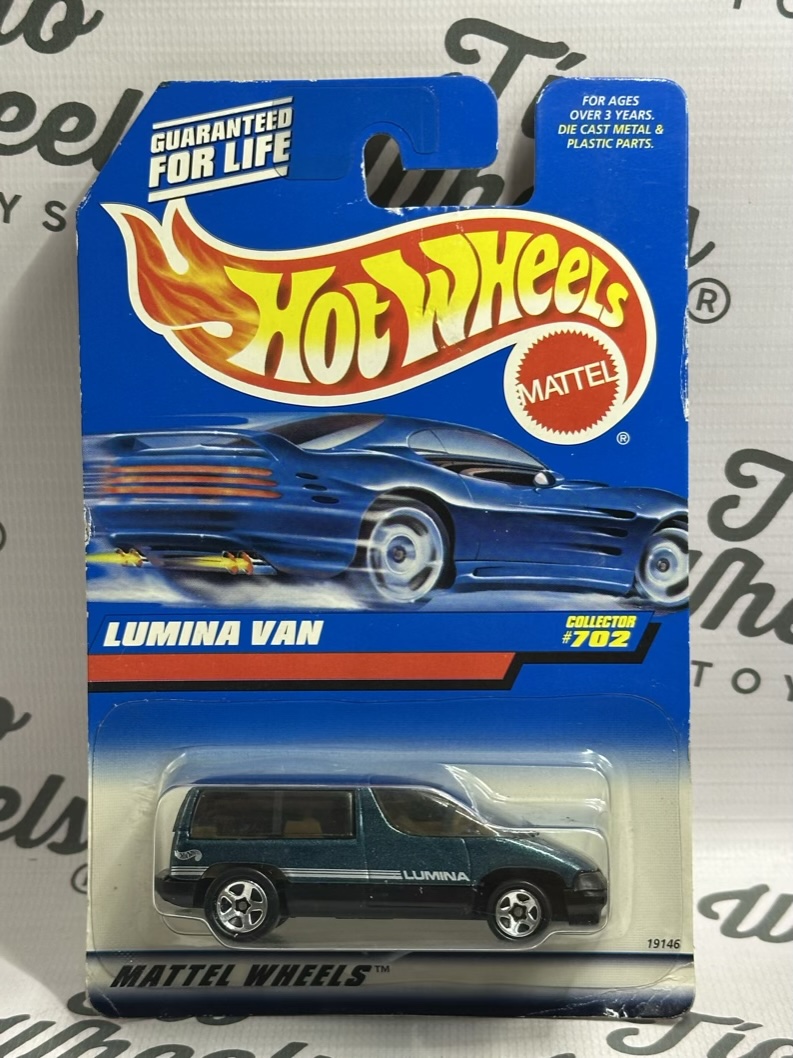 GUARANTEED
FOR LIFE
FOR AGES
OVER 3 YEARS.
DIE CAST METAL &
PLASTIC PARTS.
HOT WHEELS
MATTEL
®
LUMINA VAN
COLLECTOR
#702
LUMINA
19146
MATTEL WHEELS™